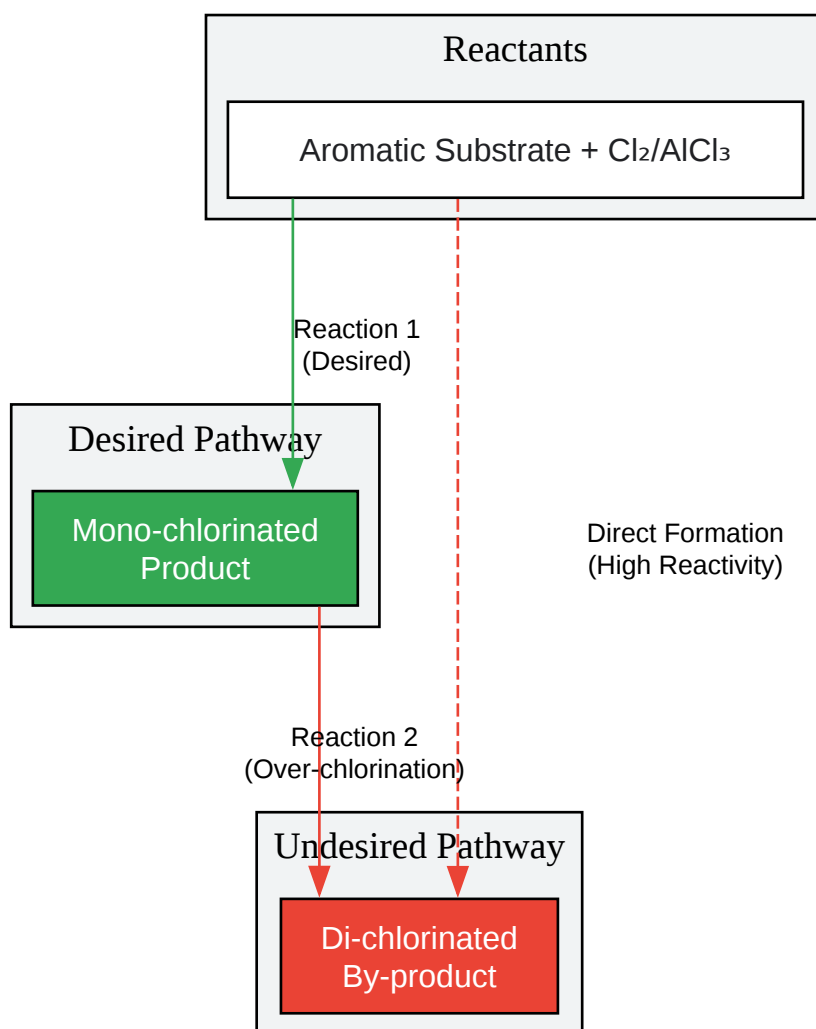 Reactants
Aromatic Substrate + Cl₂/AlCl₃
Reaction 1
(Desired)
Desired Pathway
Mono-chlorinated
Product
Direct Formation
(High Reactivity)
Reaction 2
(Over-chlorination)
Undesired Pathway
Di-chlorinated
By-product